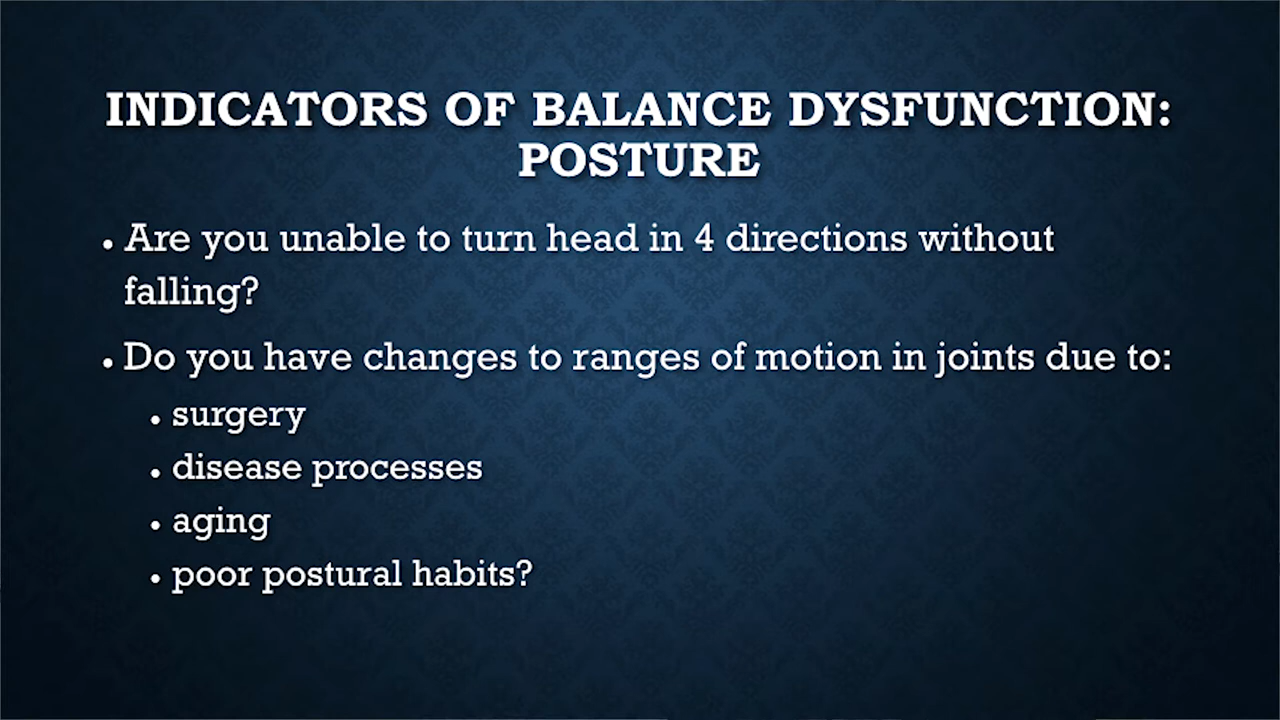 INDICATORS OF BALANCE DYSFUNCTION:
POSTURE
• Are you unable to turn head in 4 directions without
falling?
• Do you have changes to ranges of motion in joints due to:
• surgery
• disease processes
• aging
• poor postural habits?